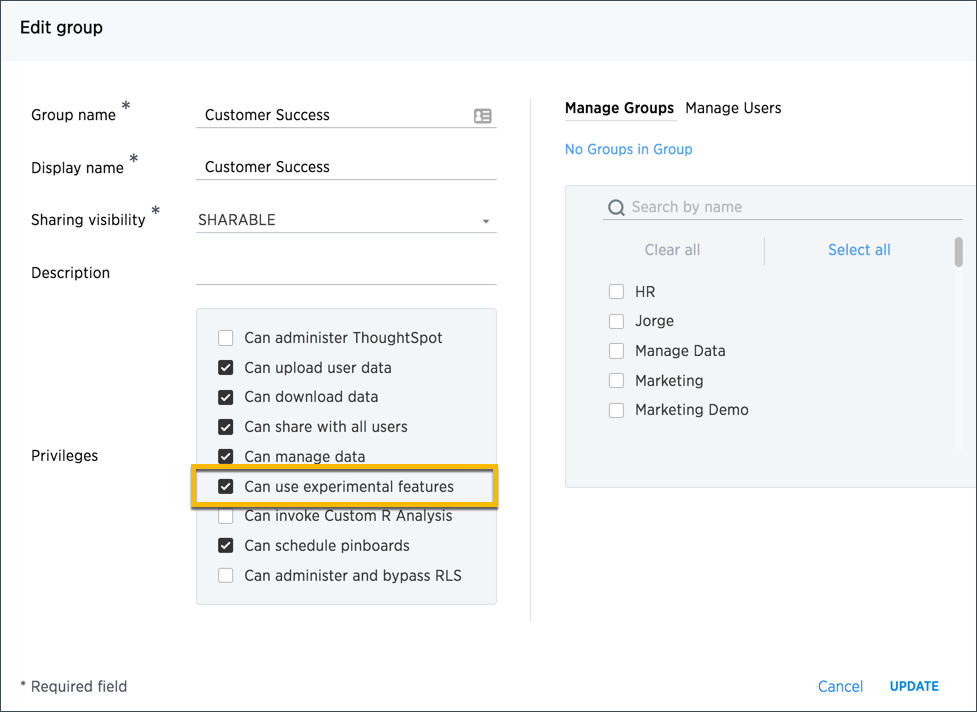 Edit group
Group name *
Customer Success
Display name *
Customer Success
Sharing visibility *
SHARABLE
Description
Privileges
Can administer ThoughtSpot
Can upload user data
Can download data
Can share with all users
Can manage data
Can use experimental features
Can invoke Custom R Analysis
Can schedule pinboards
Can administer and bypass RLS
Manage Groups Manage Users
No Groups in Group
Search by name
Clear all Select all
HR
Jorge
Manage Data
Marketing
Marketing Demo
* Required field
Cancel UPDATE